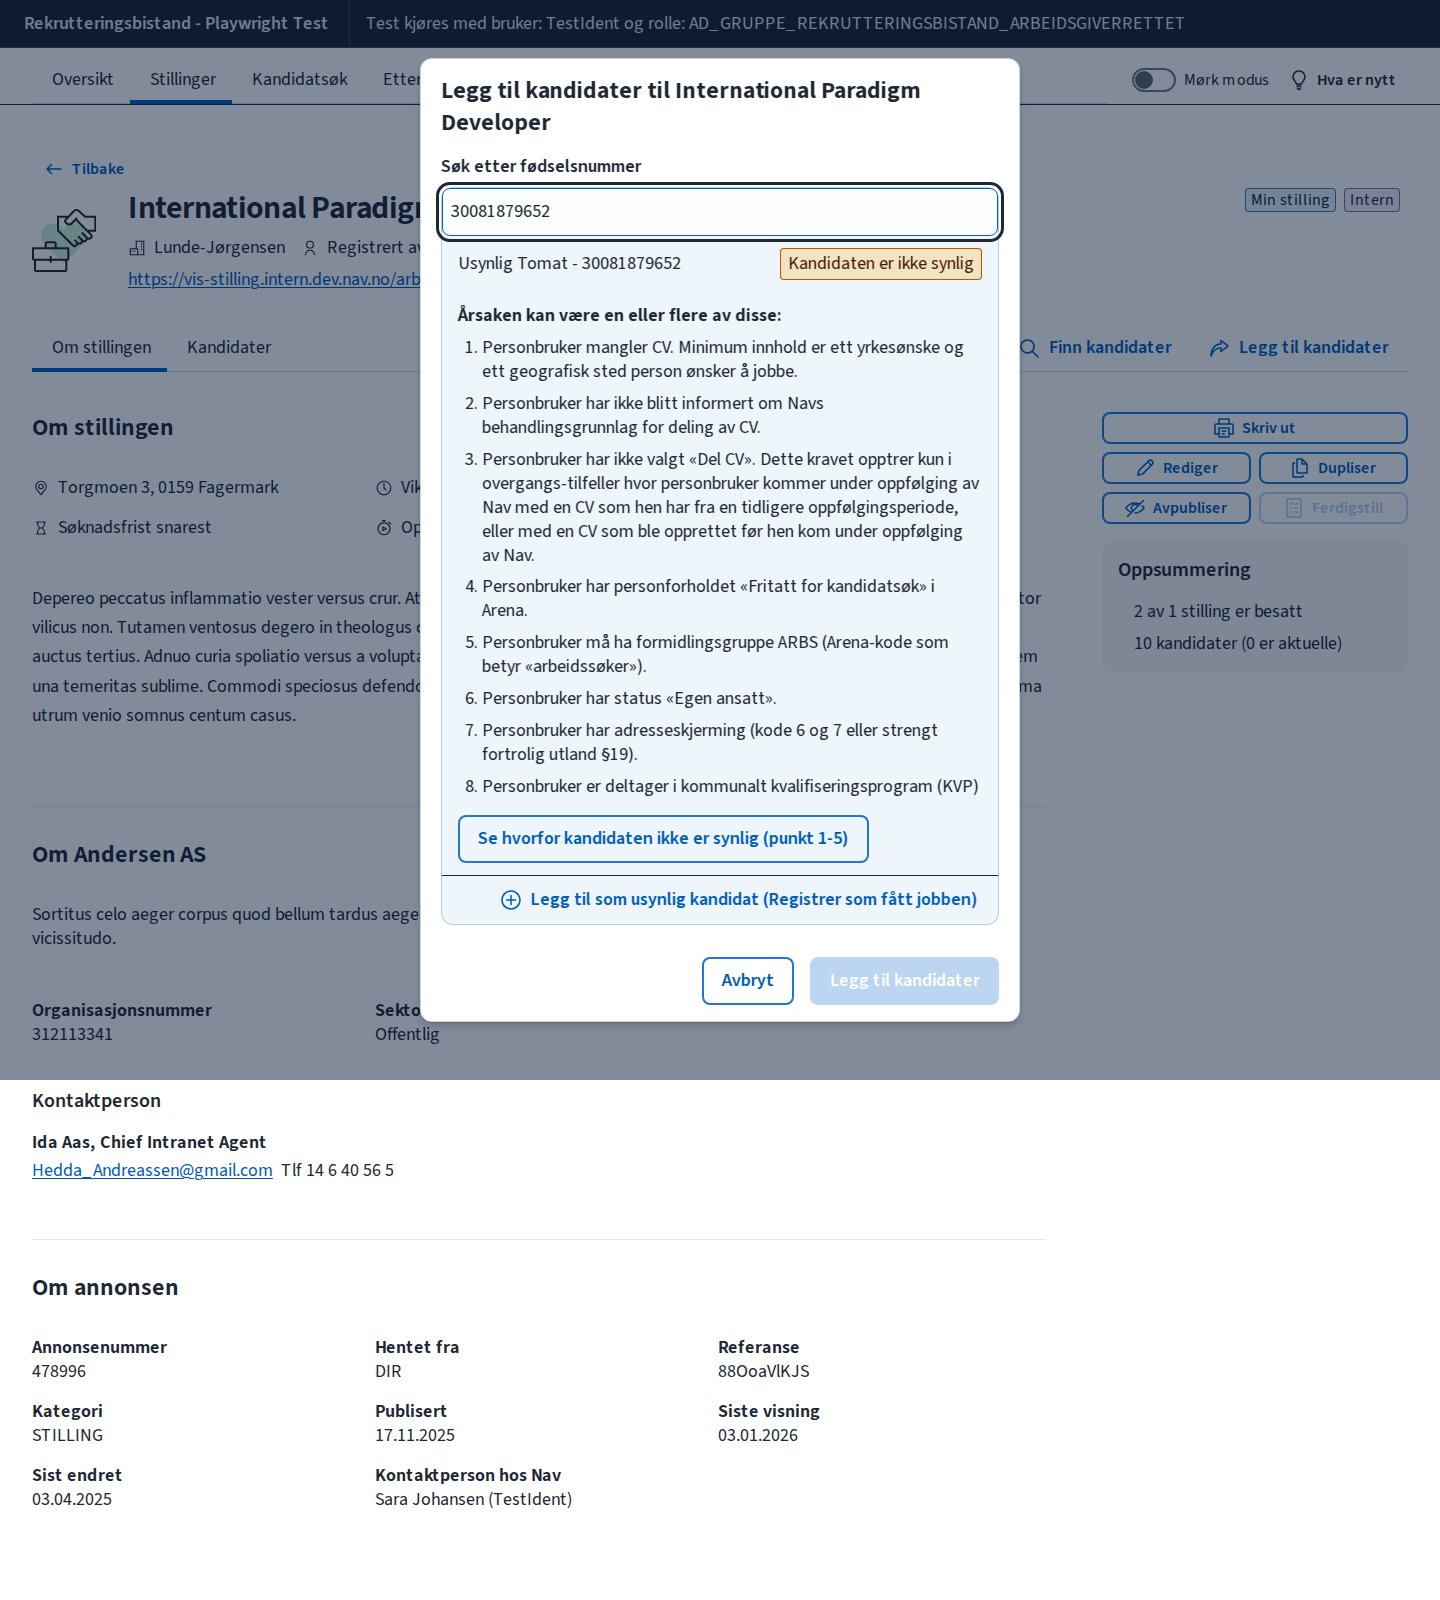 Rekrutteringsbistand - Playwright Test
Test kjøres med bruker: TestIdent og rolle: AD_GRUPPE_REKRUTTERINGSBISTAND_ARBEIDSGIVERRETTET
Oversikt
Stillinger
Kandidatsøk
Mørk modus
Hva er nytt
Tilbake
International
Min stilling
Intern
Lunde-Jørgensen
Registrert
https://vis-stilling.intern.dev.nav.no/
Om stillingen
Kandidater
Finn kandidater
Legg til kandidater
Legg til kandidater til International Paradigm
Developer
Søk etter fødselsnummer
30081879652
Usynlig Tomat - 30081879652
Kandidaten er ikke synlig
Årsaken kan være en eller flere av disse:
1. Personbruker mangler CV. Minimum innhold er ett yrkesønske og
ett geografisk sted person ønsker å jobbe.
2. Personbruker har ikke blitt informert om Navs
behandlingsgrunnlag for deling av CV.
3. Personbruker har ikke valgt «Del CV». Dette kravet opptrer kun i
overgangs-tilfeller hvor personbruker kommer under oppfølging av
Nav med en CV som hen har fra en tidligere oppfølgingsperiode,
eller med en CV som ble opprettet før hen kom under oppfølging
av Nav.
4. Personbruker har personforholdet «Fritatt for kandidatsøk» i
Arena.
5. Personbruker må ha formidlingsgruppe ARBS (Arena-kode som
betyr «arbeidssøker»).
6. Personbruker har status «Egen ansatt».
7. Personbruker har adresseskjerming (kode 6 og 7 eller strengt
fortrolig utland §19).
8. Personbruker er deltager i kommunalt kvalifiseringsprogram (KVP)
Se hvorfor kandidaten ikke er synlig (punkt 1-5)
Legg til som usynlig kandidat (Registrer som fått jobben)
Avbryt
Legg til kandidater
Om stillingen
Torgmoen 3, 0159 Fagermark
Søknadsfrist snarest
Depereo peccatus inflammatio vester versus crur.
vilicus non. Tutamen ventosus degero in theologus
auctus tertius. Adnuo curia spoliatio versus a
una temeritas sublime. Commodi speciosus
utrum venio somnus centum casus.
Skriv ut
Rediger
Dupliser
Avpubliser
Ferdigstill
Oppsummering
2 av 1 stilling er besatt
10 kandidater (0 er aktuelle)
Om Andersen AS
Sortitus celo aeger corpus quod bellum tardus
vicissitudo.
Organisasjonsnummer
312113341
Offentlig
Kontaktperson
Ida Aas, Chief Intranet Agent
Hedda_Andreassen@gmail.com Tlf 14 6 40 56 5
Om annonsen
Annonsenummer
478996
Hentet fra
DIR
Referanse
88OoaVlKJS
Kategori
STILLING
Publisert
17.11.2025
Siste visning
03.01.2026
Sist endret
03.04.2025
Kontaktperson hos Nav
Sara Johansen (TestIdent)